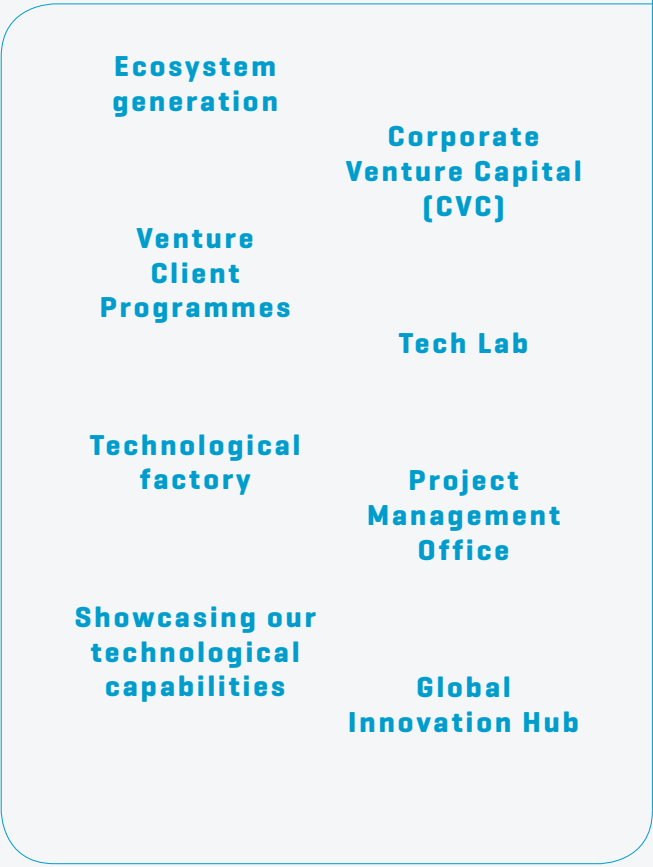 Ecosystem
generation
Corporate
Venture Capital
(CVC)
Venture
Client
Programmes
Tech Lab
Technological
factory
Project
Management
Office
Showcasing our
technological
capabilities
Global
Innovation Hub